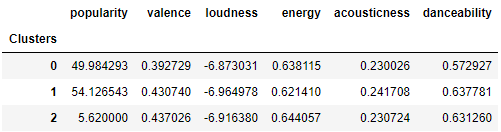 popularity valence loudness energy acousticness danceability
Clusters
0 49.984293 0.392729 -6.873031 0.638115 0.230026 0.572927
1 54.126543 0.430740 -6.964978 0.621410 0.241708 0.637781
2 5.620000 0.437026 -6.916380 0.644057 0.230724 0.631260